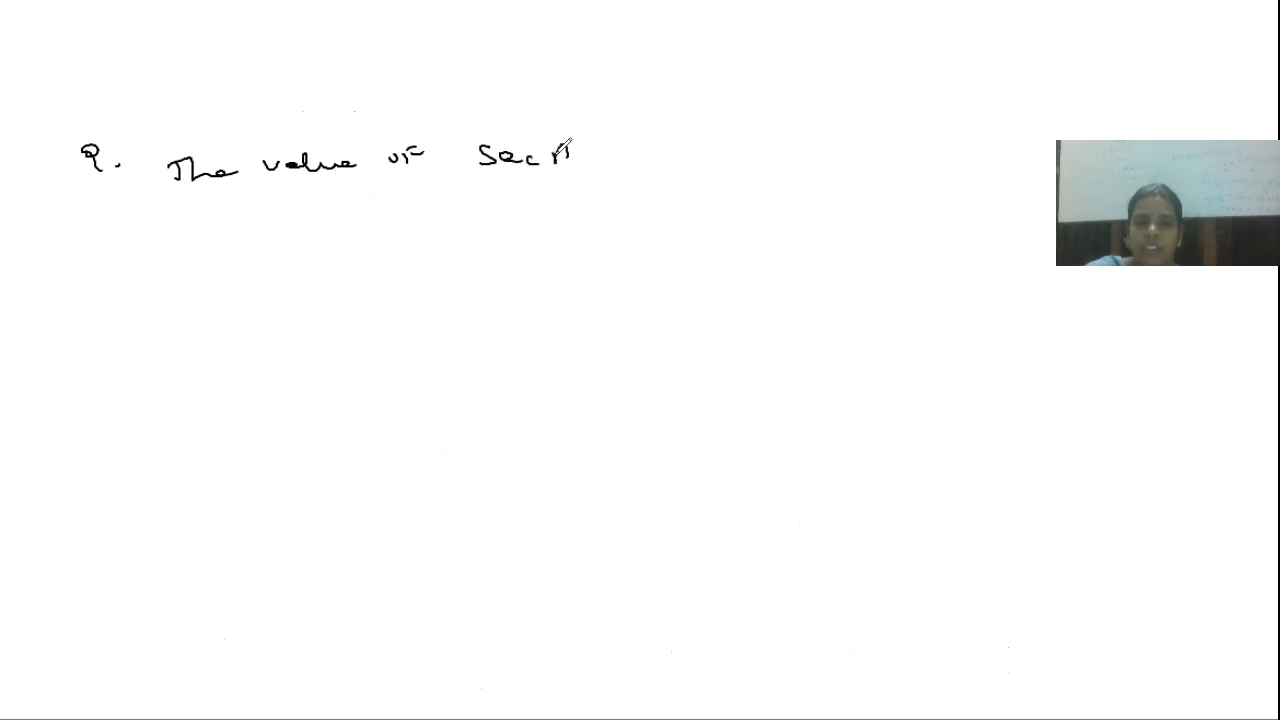 Q. The value of Sec π